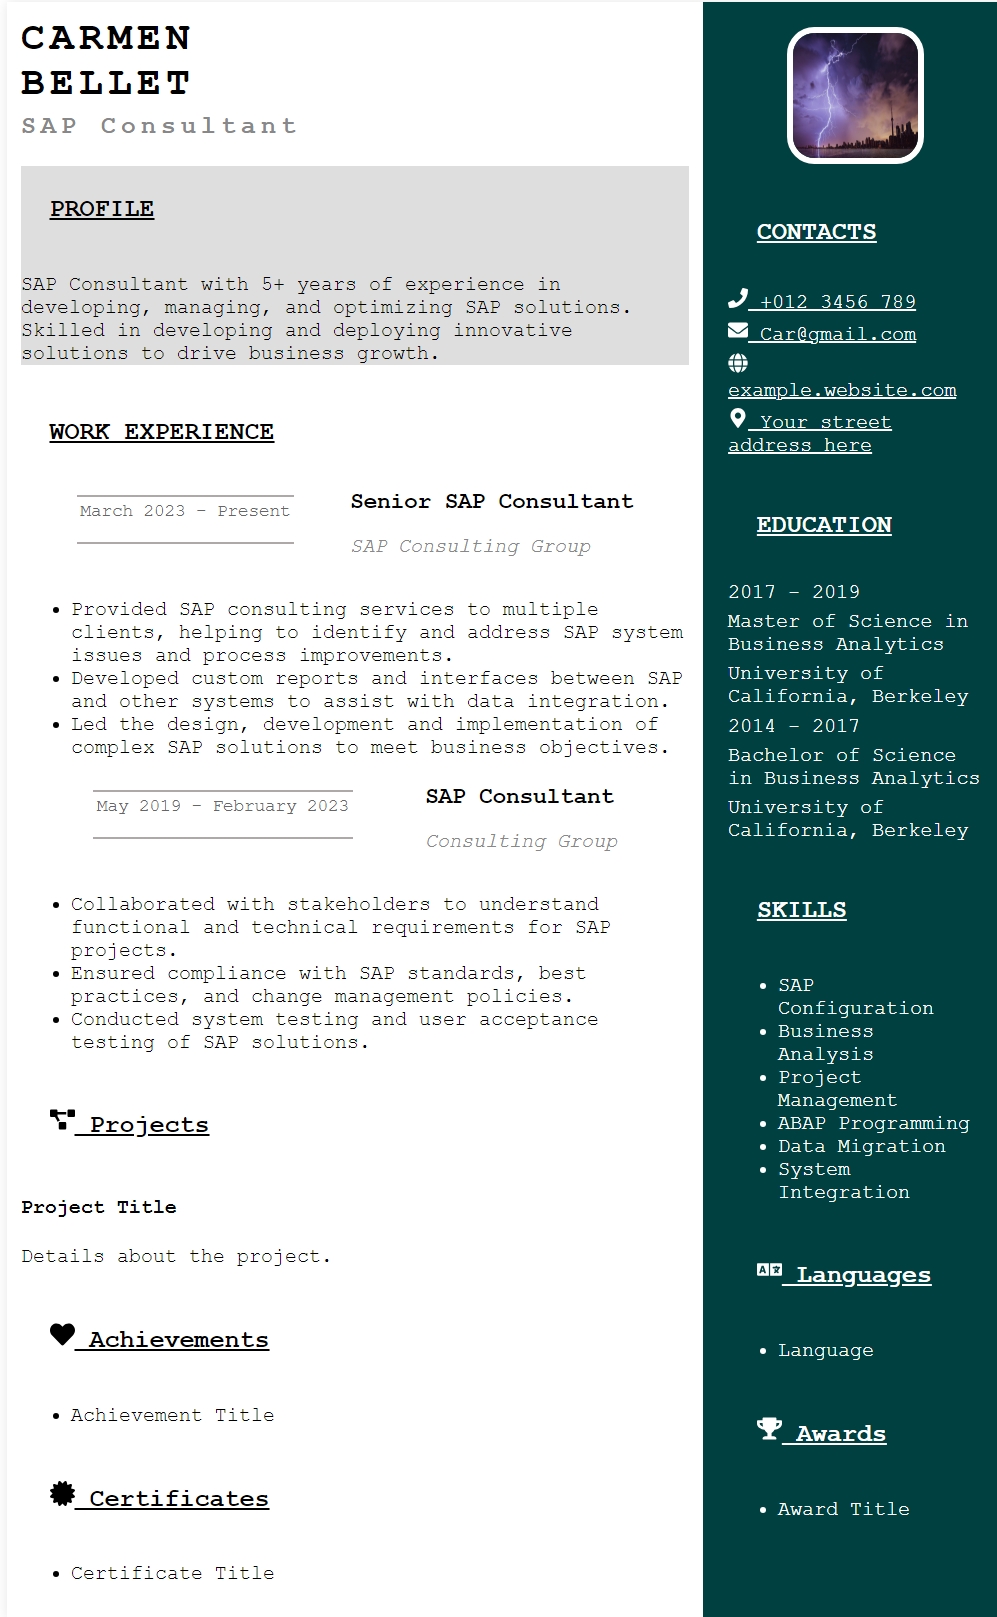 CARMEN
BELLET
SAP Consultant
PROFILE
SAP Consultant with 5+ years of experience in
developing, managing, and optimizing SAP solutions.
Skilled in developing and deploying innovative
solutions to drive business growth.
WORK EXPERIENCE
March 2023 – Present
Senior SAP Consultant
SAP Consulting Group
• Provided SAP consulting services to multiple
clients, helping to identify and address SAP system
issues and process improvements.
• Developed custom reports and interfaces between SAP
and other systems to assist with data integration.
• Led the design, development and implementation of
complex SAP solutions to meet business objectives.
May 2019 – February 2023
SAP Consultant
Consulting Group
• Collaborated with stakeholders to understand
functional and technical requirements for SAP
projects.
• Ensured compliance with SAP standards, best
practices, and change management policies.
• Conducted system testing and user acceptance
testing of SAP solutions.
Projects
Project Title
Details about the project.
Achievements
• Achievement Title
Certificates
• Certificate Title
CONTACTS
+012 3456 789
Car@gmail.com
example.website.com
Your street
address here
EDUCATION
2017 – 2019
Master of Science in
Business Analytics
University of
California, Berkeley
2014 – 2017
Bachelor of Science
in Business Analytics
University of
California, Berkeley
SKILLS
• SAP
Configuration
• Business
Analysis
• Project
Management
• ABAP Programming
• Data Migration
• System
Integration
Languages
• Language
Awards
• Award Title